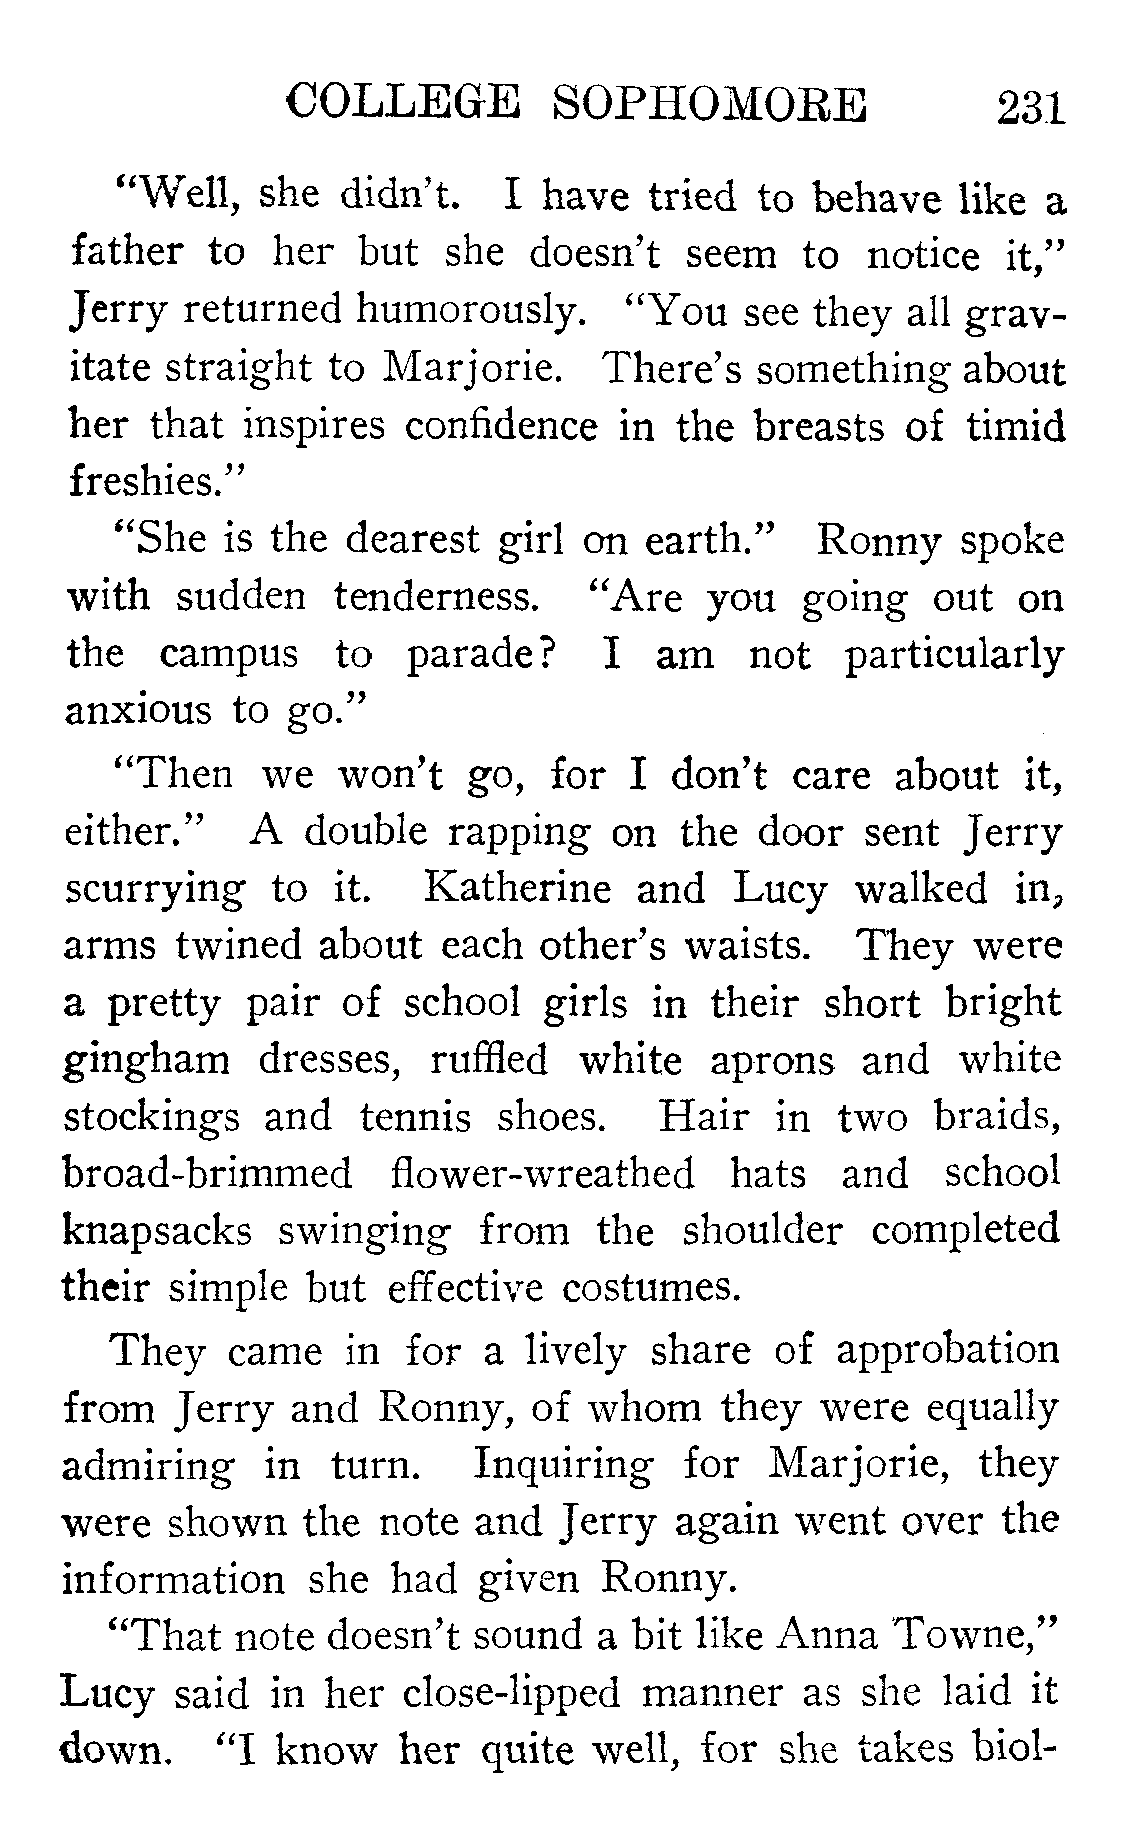 COLLEGE SOPHOMORE 231
“Well, she didn’t. I have tried to behave like a
father to her but she doesn’t seem to notice it,”
Jerry returned humorously. “You see they all grav-
itate straight to Marjorie. There’s something about
her that inspires confidence in the breasts of timid
freshies.”
“She is the dearest girl on earth.” Ronny spoke
with sudden tenderness. “Are you going out on
the campus to parade? I am not particularly
anxious to go.”
“Then we won’t go, for I don’t care about it,
either.” A double rapping on the door sent Jerry
scurrying to it. Katherine and Lucy walked in,
arms twined about each other’s waists. They were
a pretty pair of school girls in their short bright
gingham dresses, ruffled white aprons and white
stockings and tennis shoes. Hair in two braids,
broad-brimmed flower-wreathed hats and school
knapsacks swinging from the shoulder completed
their simple but effective costumes.
They came in for a lively share of approbation
from Jerry and Ronny, of whom they were equally
admiring in turn. Inquiring for Marjorie, they
were shown the note and Jerry again went over the
information she had given Ronny.
“That note doesn’t sound a bit like Anna Towne,”
Lucy said in her close-lipped manner as she laid it
down. “I know her quite well, for she takes biol-